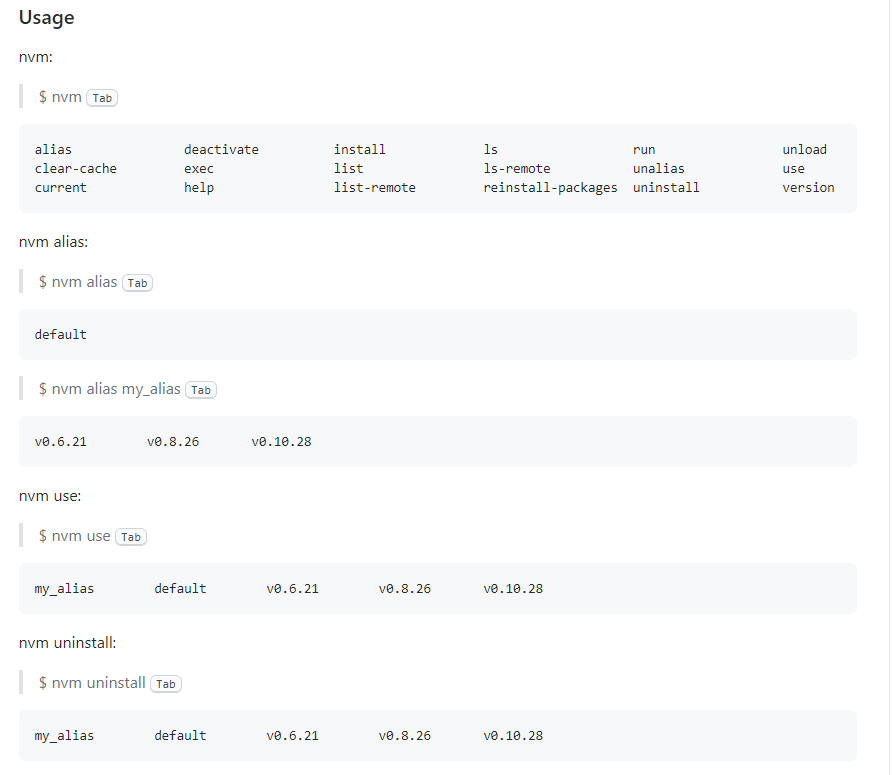 Usage
nvm:
$ nvm Tab
alias deactivate install ls run unload
clear-cache exec list ls-remote unalias use
current help list-remote reinstall-packages uninstall version
nvm alias:
$ nvm alias Tab
default
$ nvm alias my_alias Tab
v0.6.21 v0.8.26 v0.10.28
nvm use:
$ nvm use Tab
my_alias default v0.6.21 v0.8.26 v0.10.28
nvm uninstall:
$ nvm uninstall Tab
my_alias default v0.6.21 v0.8.26 v0.10.28